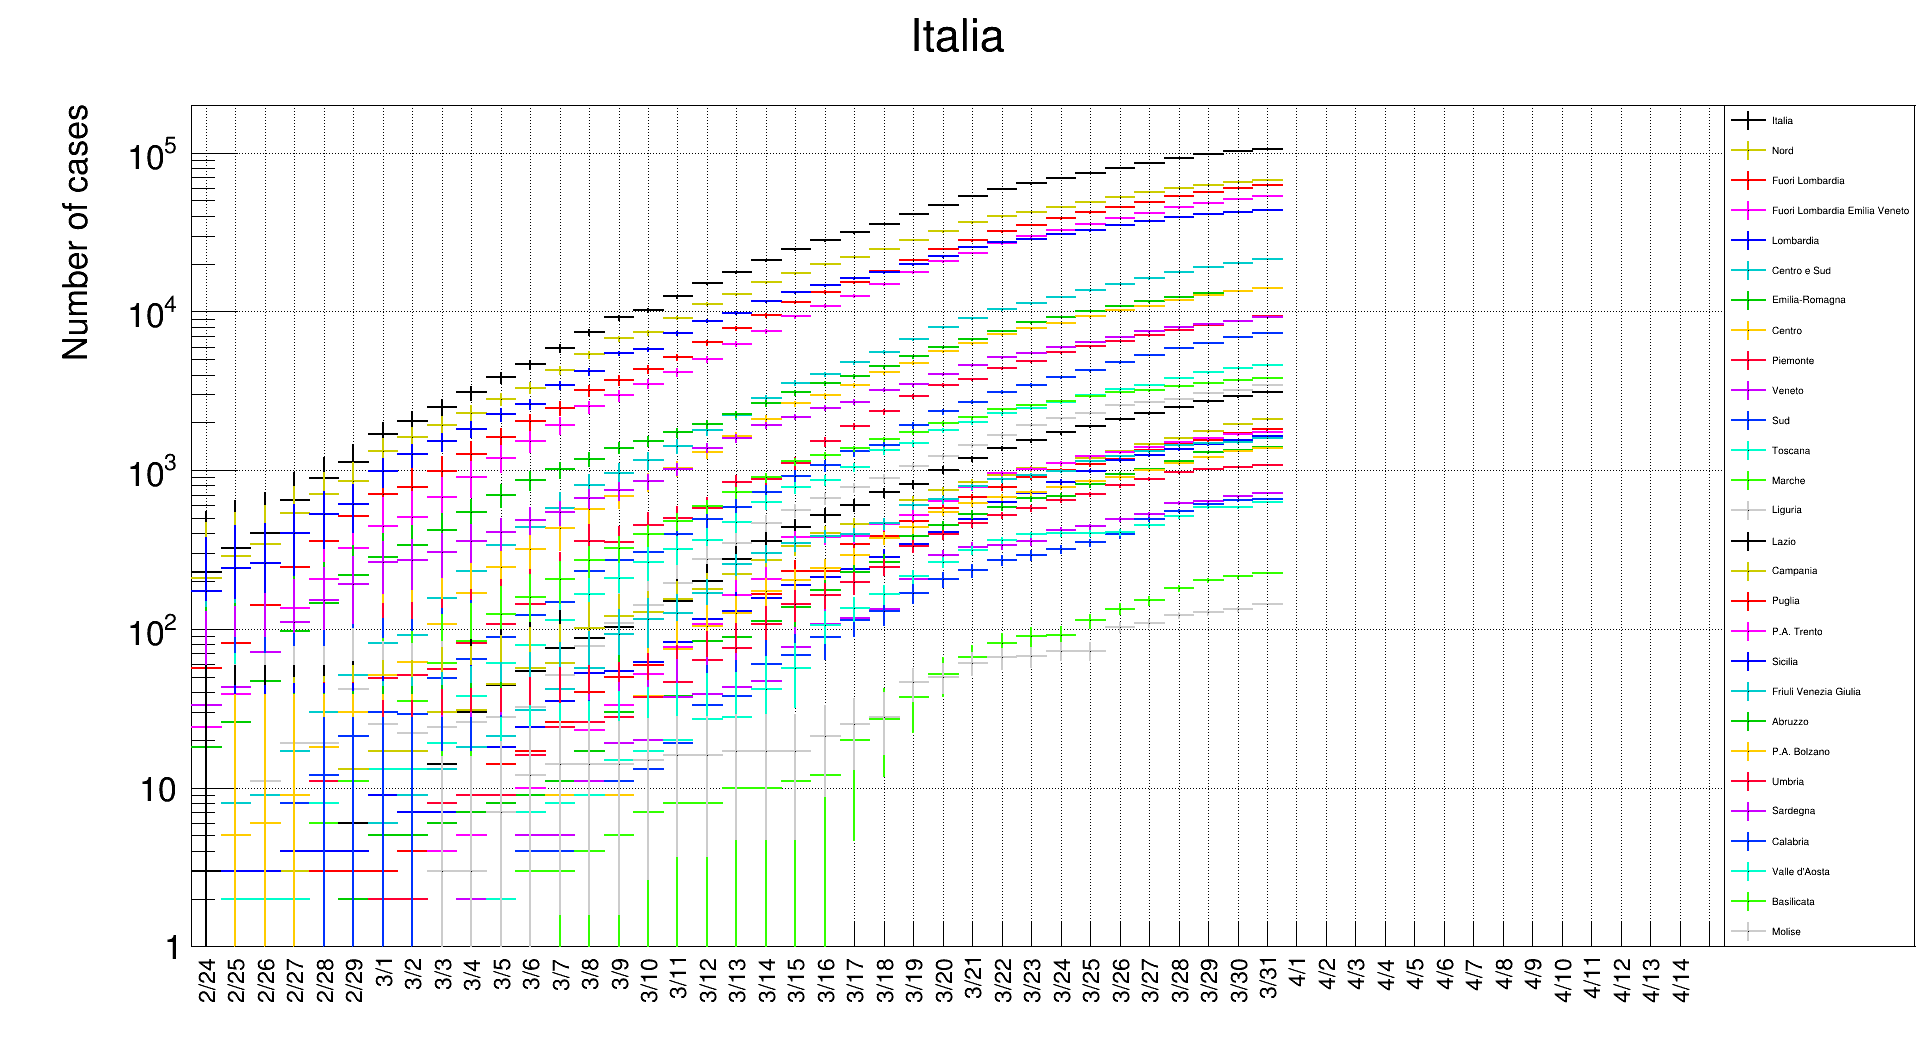 Italia
Number of cases
10^5
10^4
10^3
10^2
10
1
2/24 2/25 2/26 2/27 2/28 2/29 3/1 3/2 3/3 3/4 3/5 3/6 3/7 3/8 3/9 3/10 3/11 3/12 3/13 3/14 3/15 3/16 3/17 3/18 3/19 3/20 3/21 3/22 3/23 3/24 3/25 3/26 3/27 3/28 3/29 3/30 3/31 4/1 4/2 4/3 4/4 4/5 4/6 4/7 4/8 4/9 4/10 4/11 4/12 4/13 4/14
Italia
Nord
Fuori Lombardia
Fuori Lombardia Emilia Veneto
Lombardia
Centro e Sud
Emilia-Romagna
Centro
Piemonte
Veneto
Sud
Toscana
Marche
Liguria
Lazio
Campania
Puglia
P.A. Trento
Sicilia
Friuli Venezia Giulia
Abruzzo
P.A. Bolzano
Umbria
Sardegna
Calabria
Valle d'Aosta
Basilicata
Molise